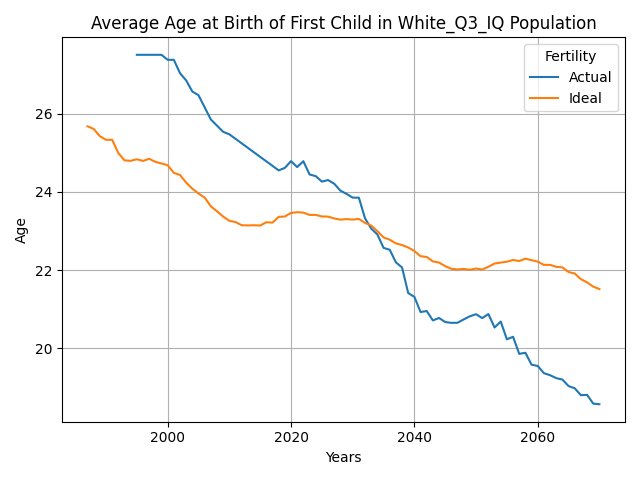 Average Age at Birth of First Child in White_Q3_IQ Population
Fertility
Actual
Ideal
Age
26
24
22
20
2000 2020 2040 2060
Years